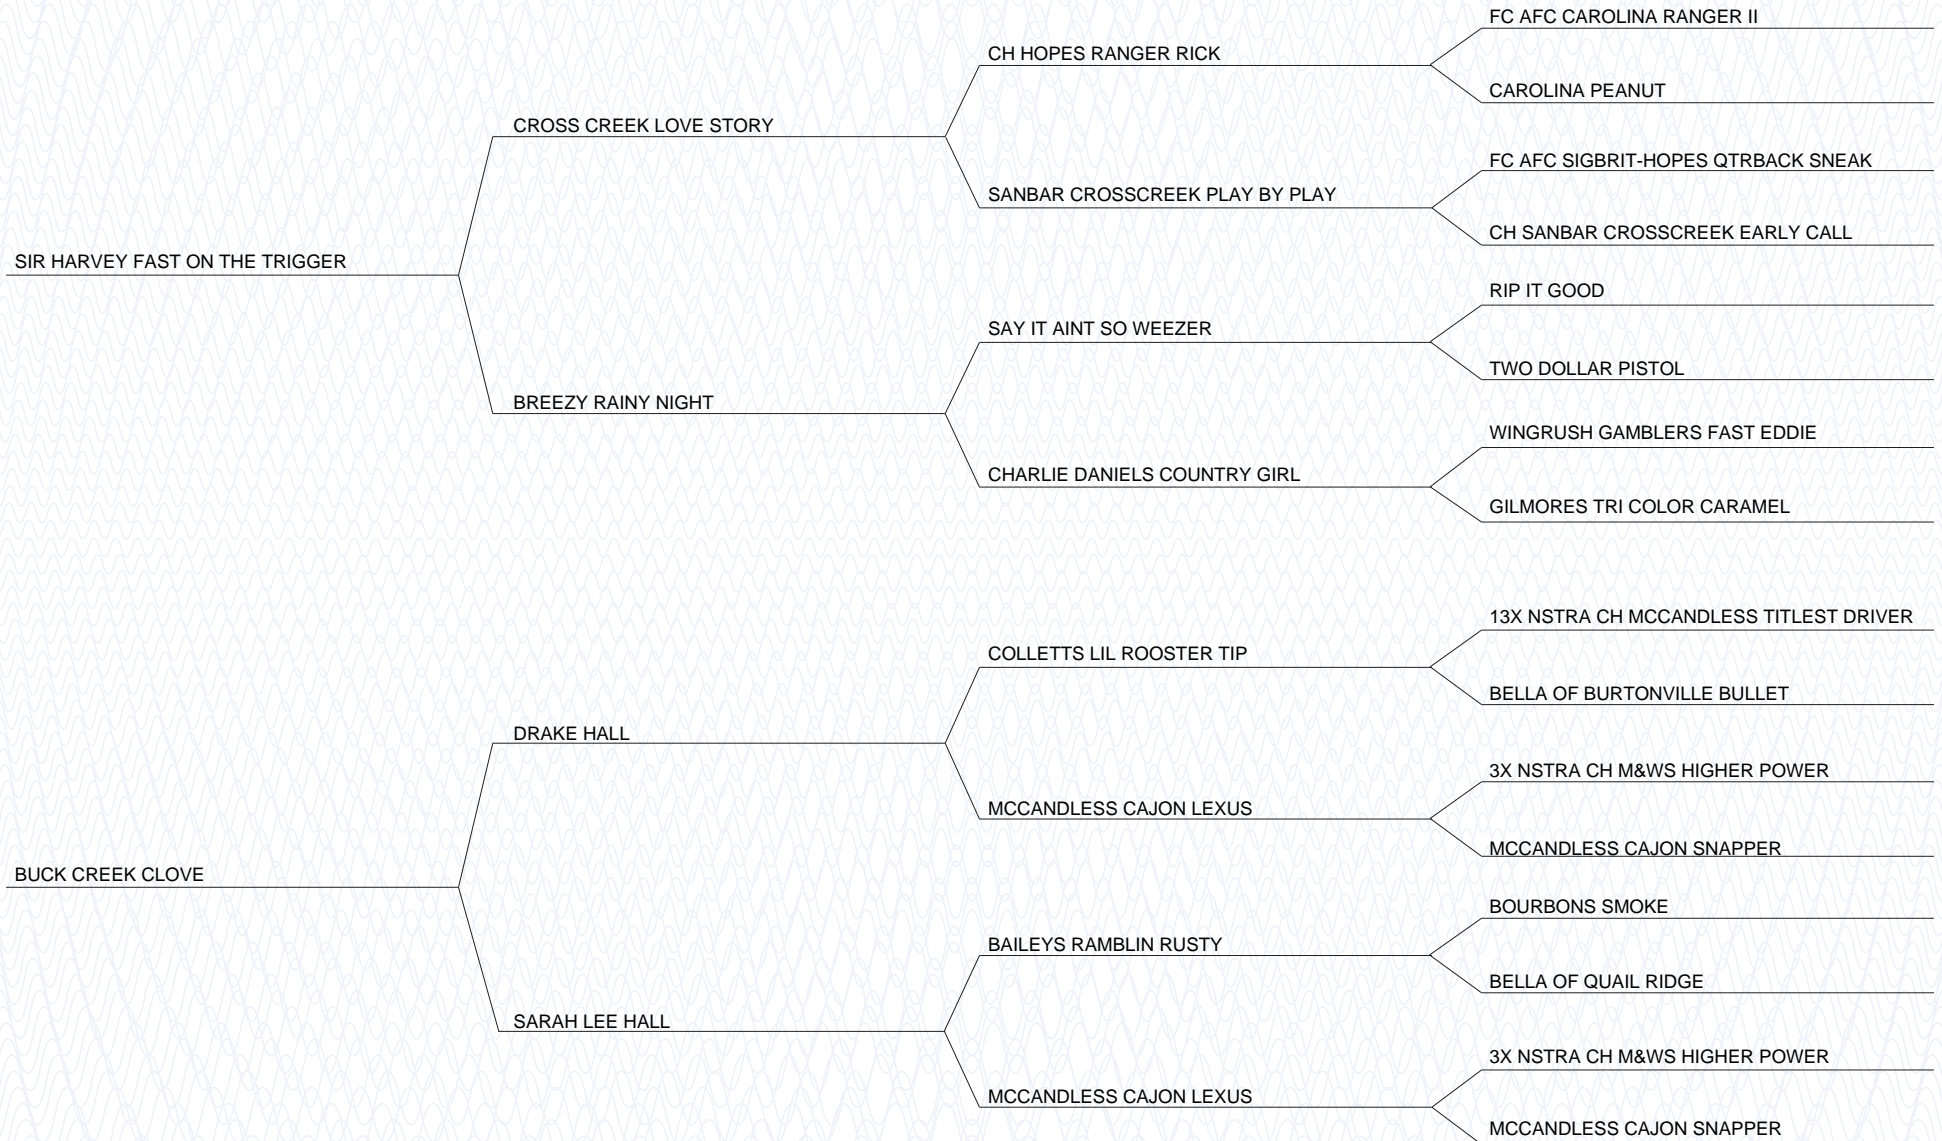 FC AFC CAROLINA RANGER II
CH HOPES RANGER RICK
CAROLINA PEANUT
CROSS CREEK LOVE STORY
FC AFC SIGBRIT-HOPES QTRBACK SNEAK
SANBAR CROSSCREEK PLAY BY PLAY
CH SANBAR CROSSCREEK EARLY CALL
SIR HARVEY FAST ON THE TRIGGER
RIP IT GOOD
SAY IT AINT SO WEEZER
TWO DOLLAR PISTOL
BREEZY RAINY NIGHT
WINGRUSH GAMBLERS FAST EDDIE
CHARLIE DANIELS COUNTRY GIRL
GILMORES TRI COLOR CARAMEL
13X NSTRA CH MCCANDLESS TITLEST DRIVER
COLLETTS LIL ROOSTER TIP
BELLA OF BURTONVILLE BULLET
DRAKE HALL
3X NSTRA CH M&WS HIGHER POWER
MCCANDLESS CAJON LEXUS
MCCANDLESS CAJON SNAPPER
BUCK CREEK CLOVE
BOURBONS SMOKE
BAILEYS RAMBLIN RUSTY
BELLA OF QUAIL RIDGE
SARAH LEE HALL
3X NSTRA CH M&WS HIGHER POWER
MCCANDLESS CAJON LEXUS
MCCANDLESS CAJON SNAPPER